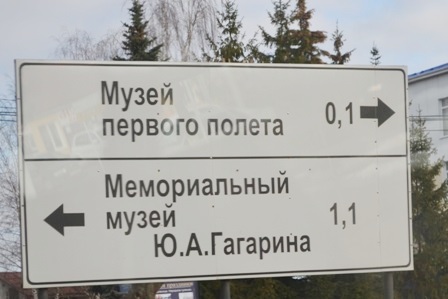 Музей
первого полета 0,1
Мемориальный
музей 1,1
Ю.А.Гагарина